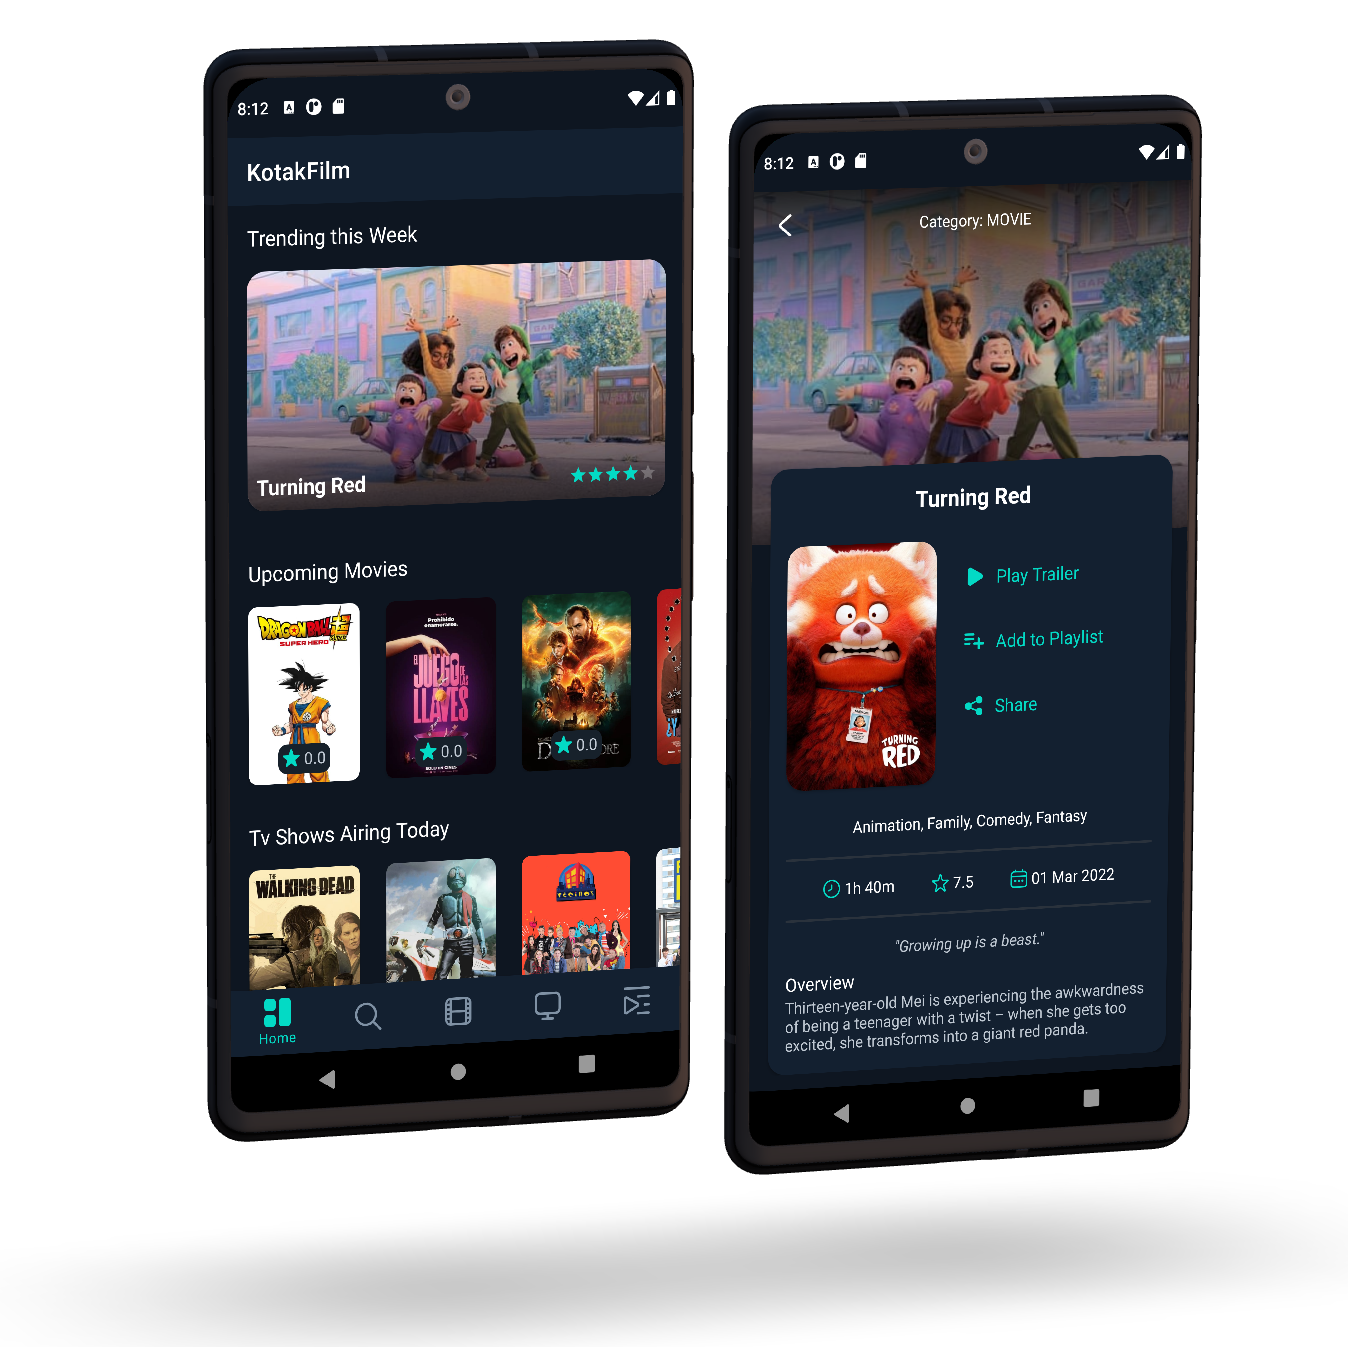 8:12
KotakFilm
Trending this Week
Turning Red
Upcoming Movies
DRAGONBALL
SUPER HERO
0.0
Prohibido
enamorarse.
EL
JUEGO DE
LAS
LLAVES
0.0
0.0
Tv Shows Airing Today
THE
WALKING DEAD
Home
8:12
Category: MOVIE
Turning Red
TURNING
RED
Play Trailer
Add to Playlist
Share
Animation, Family, Comedy, Fantasy
1h 40m
7.5
01 Mar 2022
"Growing up is a beast."
Overview
Thirteen-year-old Mei is experiencing the awkwardness
of being a teenager with a twist – when she gets too
excited, she transforms into a giant red panda.